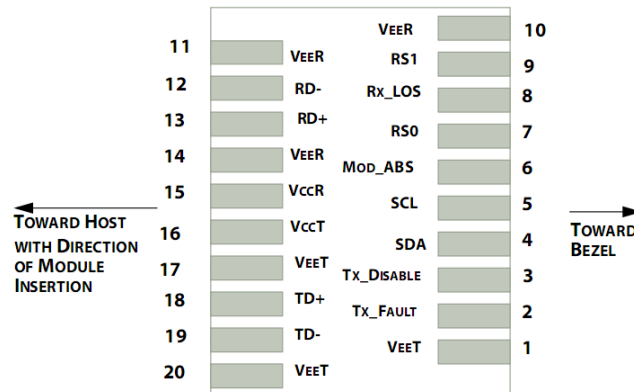 VEER 10
11 VEER
RS1 9
12 RD- RX_LOS 8
13 RD+
RS0 7
14 VEER
MOD_ABS 6
15 VCCR
SCL 5
TOWARD HOST
WITH DIRECTION
OF MODULE
INSERTION
16 VCCT
SDA 4
TOWARD
BEZEL
17 VEET
TX_DISABLE 3
18 TD+
TX_FAULT 2
19 TD-
VEET 1
20 VEET